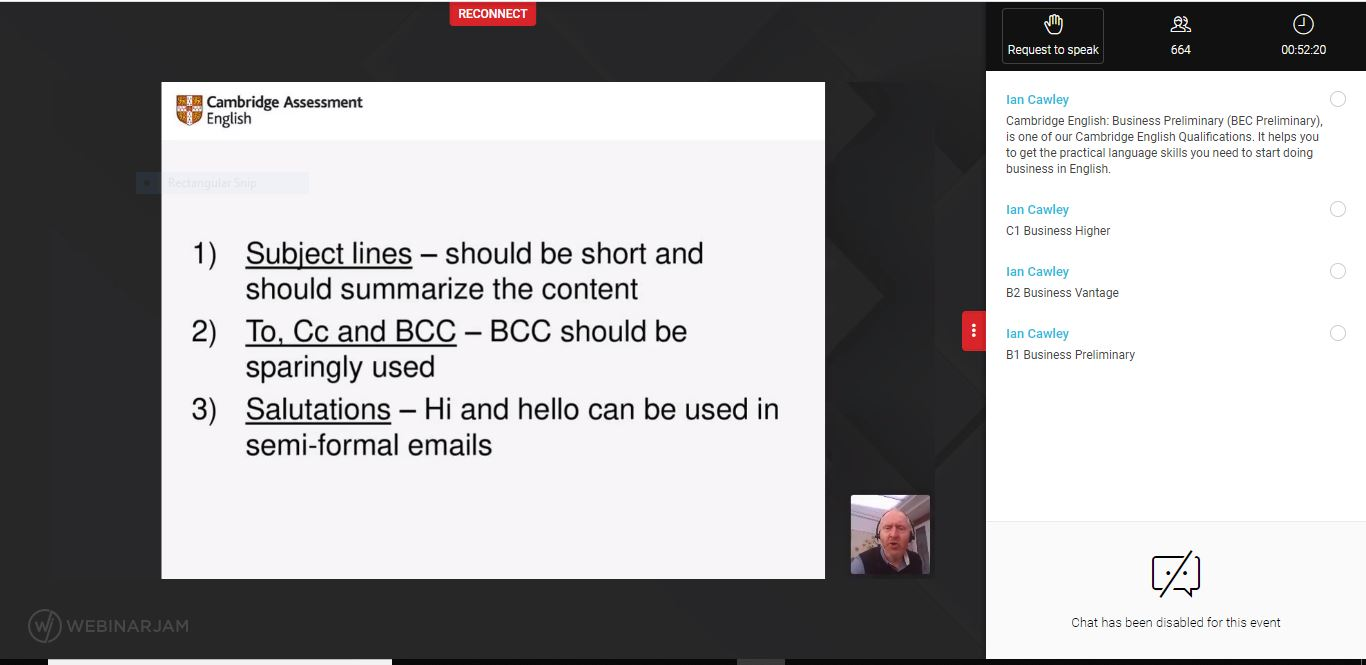 RECONNECT
Cambridge Assessment
English
Rectangular Snip
1) Subject lines – should be short and
should summarize the content
2) To, Cc and BCC – BCC should be
sparingly used
3) Salutations – Hi and hello can be used in
semi-formal emails
WEBINARJAM
Request to speak
664
00:52:20
Ian Cawley
Cambridge English: Business Preliminary (BEC Preliminary),
is one of our Cambridge English Qualifications. It helps you
to get the practical language skills you need to start doing
business in English.
Ian Cawley
C1 Business Higher
Ian Cawley
B2 Business Vantage
Ian Cawley
B1 Business Preliminary
Chat has been disabled for this event